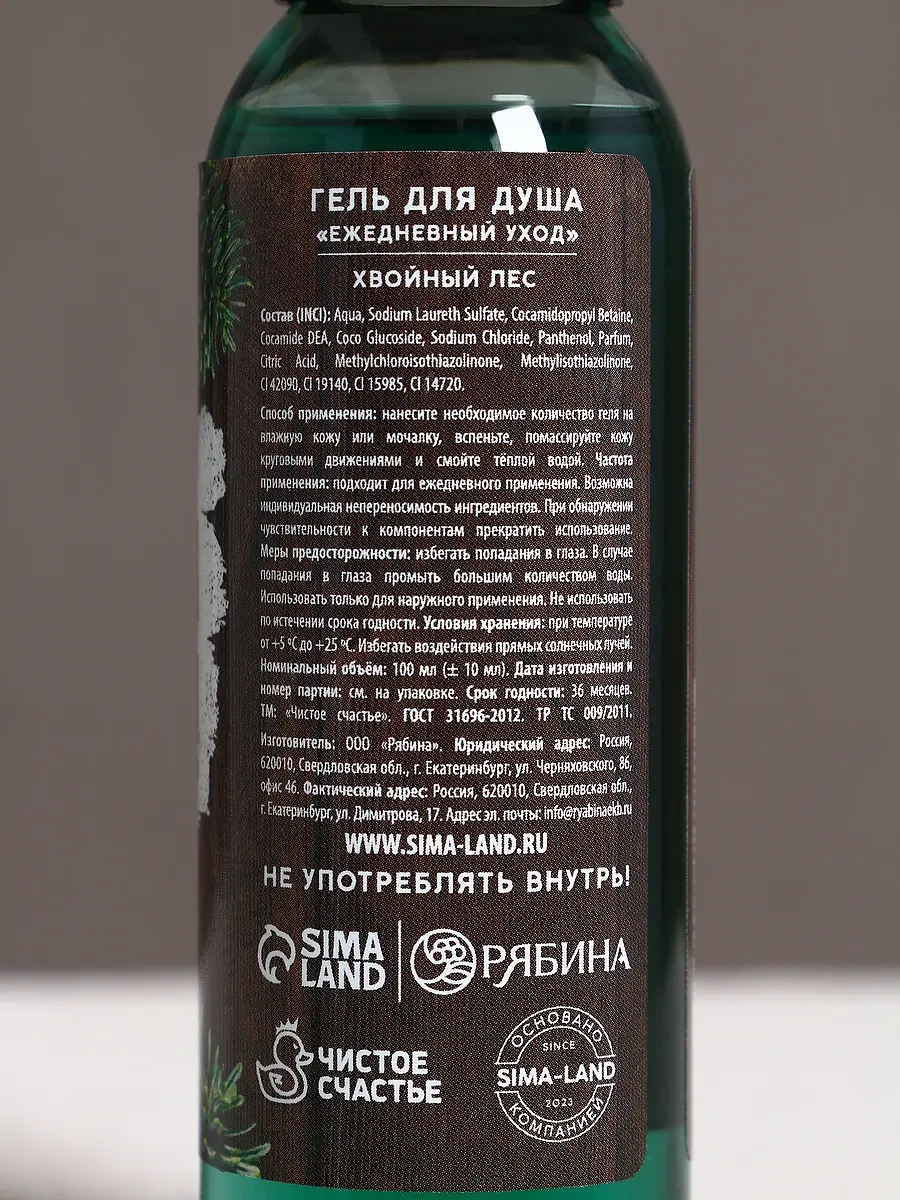 ГЕЛЬ ДЛЯ ДУША
«ЕЖЕДНЕВНЫЙ УХОД»
ХВОЙНЫЙ ЛЕС
Состав (INCI): Aqua, Sodium Laureth Sulfate, Cocamidopropyl Betaine,
Cocamide DEA, Coco Glucoside, Sodium Chloride, Panthenol, Parfum,
Citric Acid, Methylchloroisothiazolinone, Methylisothiazolinone,
CI 42090, CI 19140, CI 15985, CI 14720.
Способ применения: нанесите необходимое количество геля на
влажную кожу или мочалку, вспеньте, помассируйте кожу
круговыми движениями и смойте тёплой водой. Частота
применения: подходит для ежедневного применения. Возможна
индивидуальная непереносимость ингредиентов. При обнаружении
чувствительности к компонентам прекратить использование.
Меры предосторожности: избегать попадания в глаза. В случае
попадания в глаза промыть большим количеством воды.
Использовать только для наружного применения. Не использовать
по истечении срока годности. Условия хранения: при температуре
от +5 °C до +25 °C. Избегать воздействия прямых солнечных лучей.
Номинальный объём: 100 мл (± 10 мл). Дата изготовления и
номер партии: см. на упаковке. Срок годности: 36 месяцев.
ТМ: «Чистое счастье». ГОСТ 31696-2012. ТР ТС 009/2011.
Изготовитель: ООО «Рябина». Юридический адрес: Россия,
620010, Свердловская обл., г. Екатеринбург, ул. Черняховского, 86,
офис 46. Фактический адрес: Россия, 620010, Свердловская обл.,
г. Екатеринбург, ул. Димитрова, 17. Адрес эл. почты: info@ryabinaekb.ru
WWW.SIMA-LAND.RU
НЕ УПОТРЕБЛЯТЬ ВНУТРЬ!
SIMA
LAND
РЯБИНА
ЧИСТОЕ
СЧАСТЬЕ
ОСНОВАНО
SINCE
SIMA-LAND
2023
КОМПАНИЕЙ